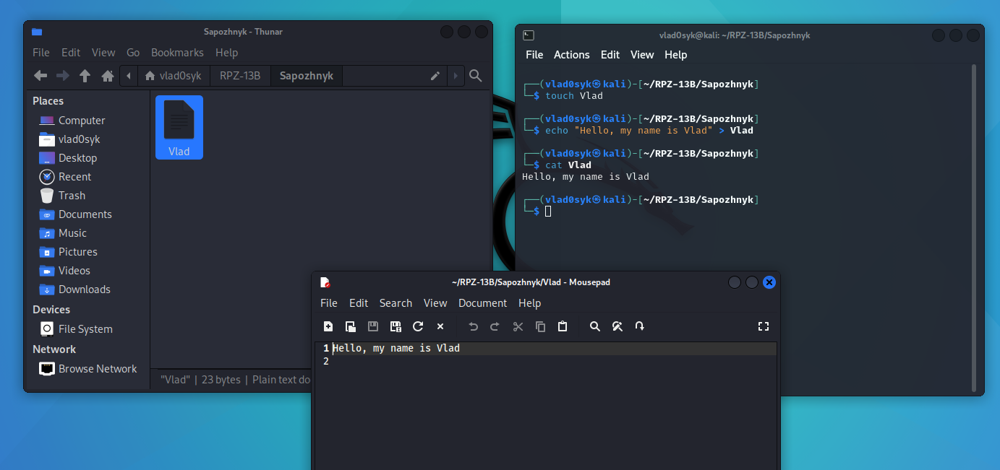 Sapozhnyk - Thunar
File Edit View Go Bookmarks Help
vlad0syk RPZ-13B Sapozhnyk
Places
Computer
vlad0syk
Desktop
Recent
Trash
Documents
Music
Pictures
Videos
Downloads
Devices
File System
Network
Browse Network
Vlad
"Vlad" | 23 bytes | Plain text do
vlad0syk@kali: ~/RPZ-13B/Sapozhnyk
File Actions Edit View Help
┌──(vlad0syk㉿kali)-[~/RPZ-13B/Sapozhnyk]
└─$ touch Vlad
┌──(vlad0syk㉿kali)-[~/RPZ-13B/Sapozhnyk]
└─$ echo "Hello, my name is Vlad" > Vlad
┌──(vlad0syk㉿kali)-[~/RPZ-13B/Sapozhnyk]
└─$ cat Vlad
Hello, my name is Vlad
┌──(vlad0syk㉿kali)-[~/RPZ-13B/Sapozhnyk]
└─$
~/RPZ-13B/Sapozhnyk/Vlad - Mousepad
File Edit Search View Document Help
1 Hello, my name is Vlad
2